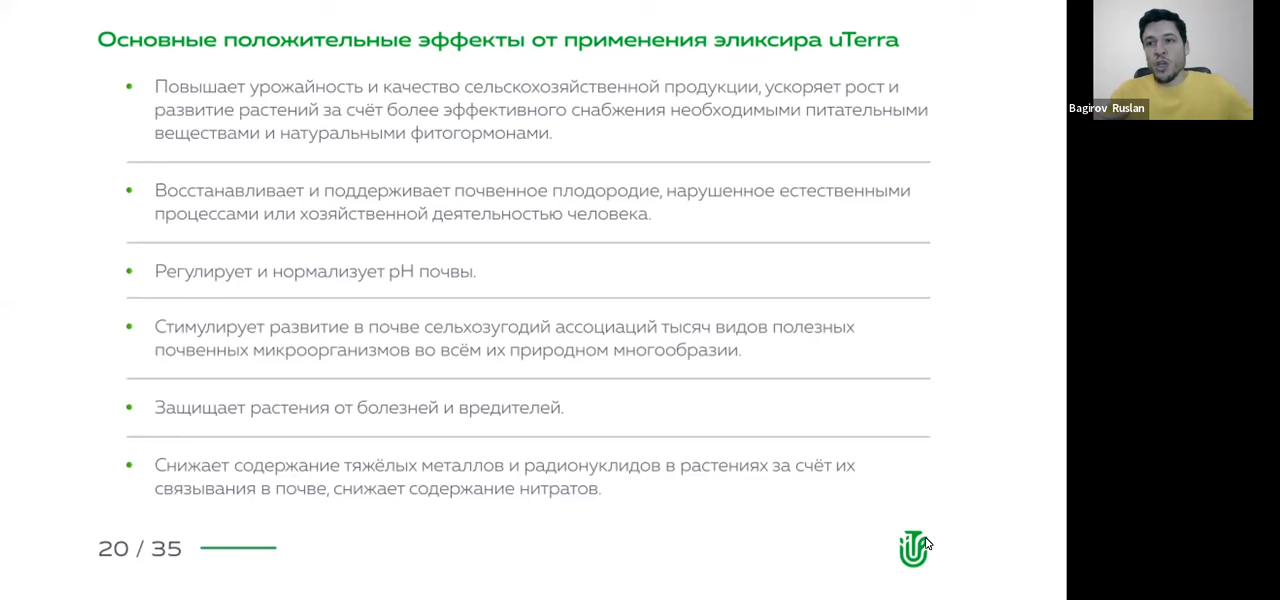 Основные положительные эффекты от применения эликсира uTerra
Повышает урожайность и качество сельскохозяйственной продукции, ускоряет рост и
развитие растений за счёт более эффективного снабжения необходимыми питательными
веществами и натуральными фитогормонами.
Восстанавливает и поддерживает почвенное плодородие, нарушенное естественными
процессами или хозяйственной деятельностью человека.
Регулирует и нормализует pH почвы.
Стимулирует развитие в почве сельхозугодий ассоциаций тысяч видов полезных
почвенных микроорганизмов во всём их природном многообразии.
Защищает растения от болезней и вредителей.
Снижает содержание тяжёлых металлов и радионуклидов в растениях за счёт их
связывания в почве, снижает содержание нитратов.
20 / 35
Bagirov Ruslan